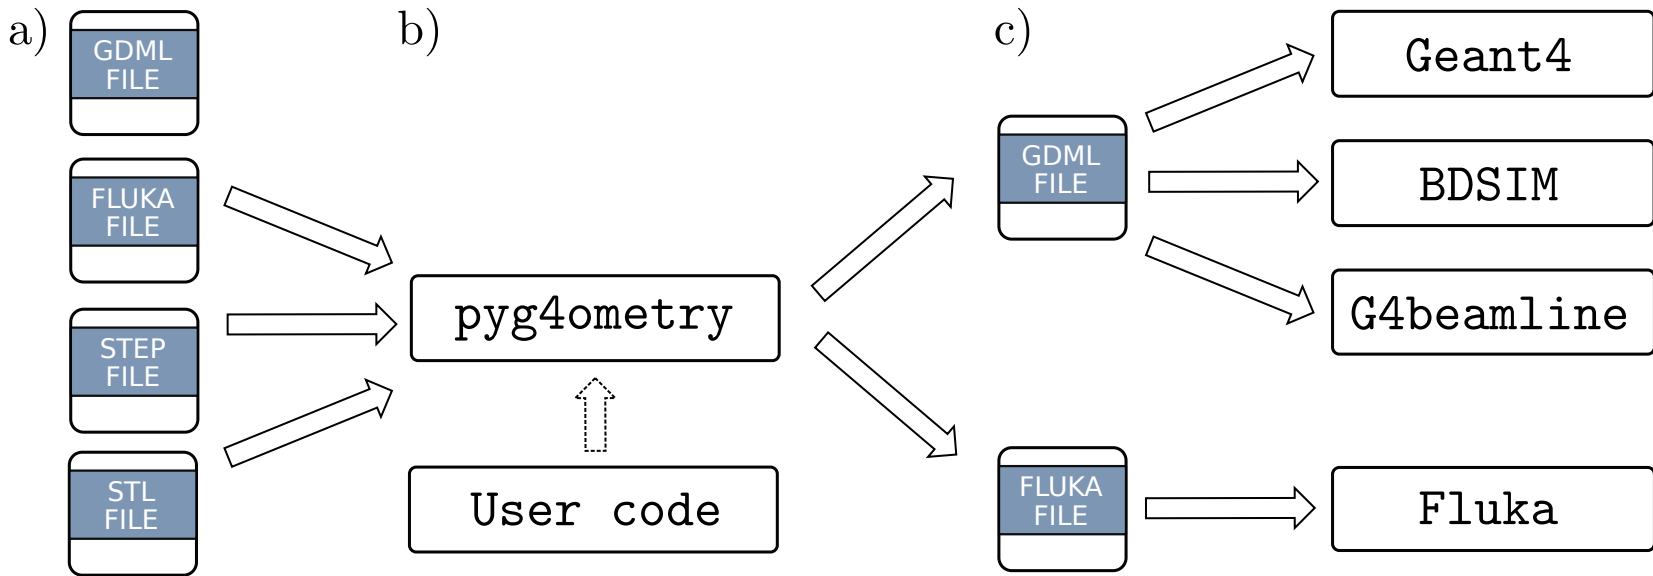 a)
GDML
FILE
FLUKA
FILE
STEP
FILE
STL
FILE
b)
pyg4ometry
User code
c)
GDML
FILE
FLUKA
FILE
Geant4
BDSIM
G4beamline
Fluka